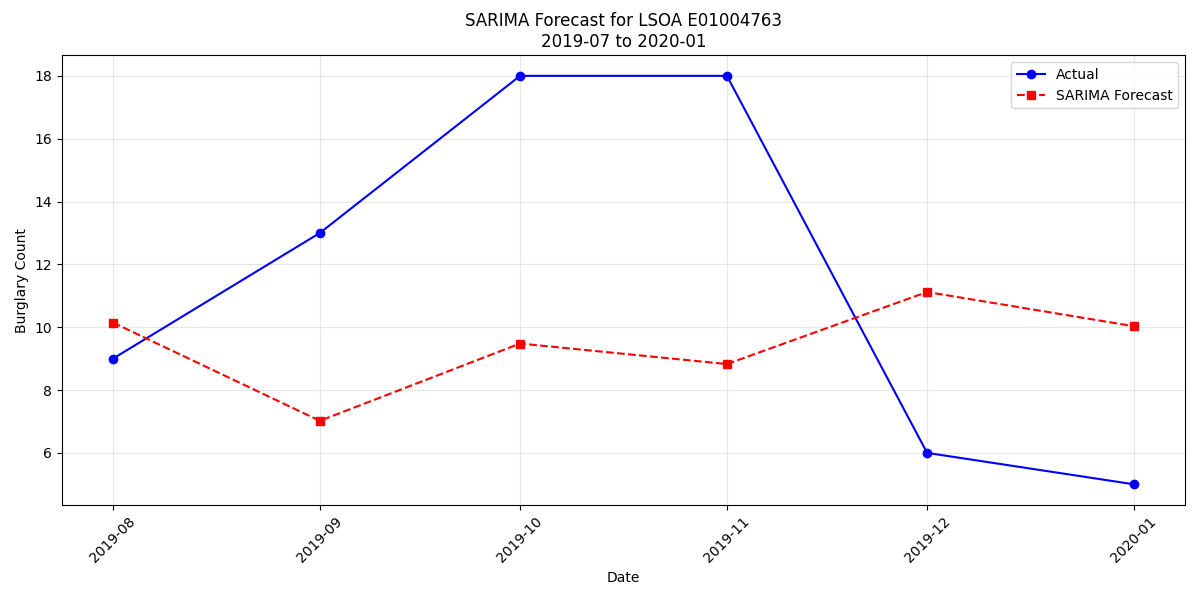 SARIMA Forecast for LSOA E01004763
2019-07 to 2020-01
Actual
SARIMA Forecast
Burglary Count
18
16
14
12
10
8
6
2019-08
2019-09
2019-10
2019-11
2019-12
2020-01
Date